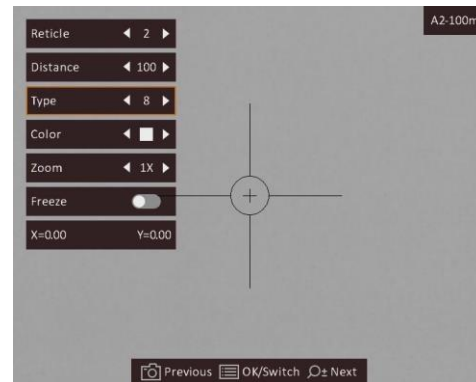 A2-100m
Reticle 2
Distance 100
Type 8
Color
Zoom 1X
Freeze
X=0.00 Y=0.00
Previous OK/Switch ± Next